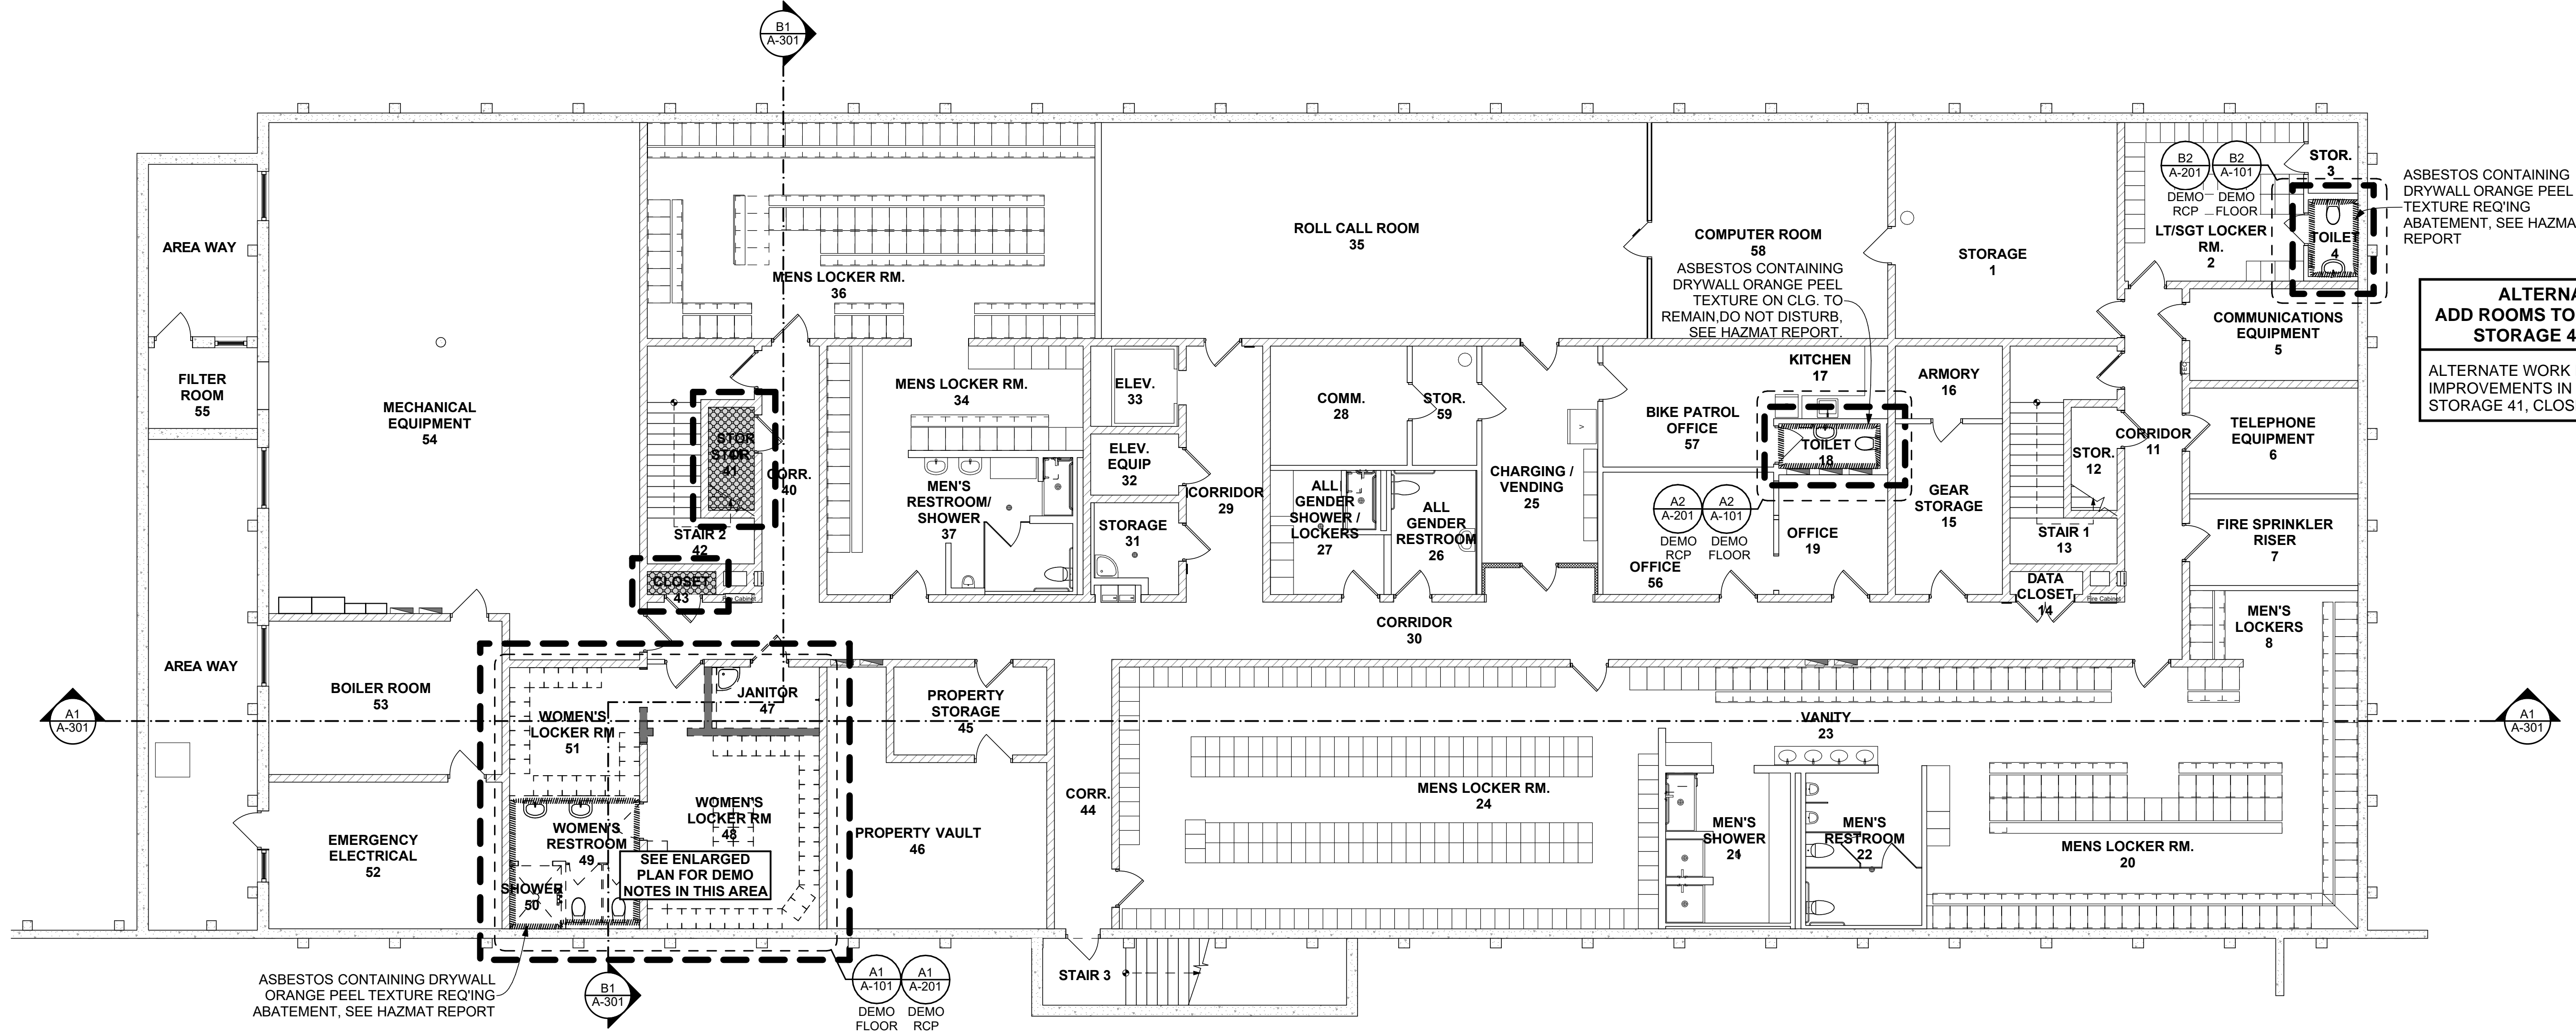 B1
A-301
AREA WAY
FILTER
ROOM
55
AREA WAY
MECHANICAL
EQUIPMENT
54
MENS LOCKER RM.
36
ROLL CALL ROOM
35
COMPUTER ROOM
58
ASBESTOS CONTAINING
DRYWALL ORANGE PEEL
TEXTURE ON CLG. TO
REMAIN,DO NOT DISTURB,
SEE HAZMAT REPORT.
STORAGE
1
B2
A-201
DEMO
RCP
B2
A-101
DEMO
FLOOR
LT/SGT LOCKER
RM.
2
STOR.
3
TOILET
4
ASBESTOS CONTAINING
DRYWALL ORANGE PEEL
TEXTURE REQ'ING
ABATEMENT, SEE HAZMA
REPORT
ALTERNA
ADD ROOMS TO
STORAGE 4
ALTERNATE WORK
IMPROVEMENTS IN
STORAGE 41, CLOS
COMMUNICATIONS
EQUIPMENT
5
TELEPHONE
EQUIPMENT
6
FIRE SPRINKLER
RISER
7
MEN'S
LOCKERS
8
STOR
STOR.
41
CORR.
40
STAIR 2
42
CLOSET
43
Fire Cabinet
MENS LOCKER RM.
34
MEN'S
RESTROOM/
SHOWER
37
ELEV.
33
ELEV.
EQUIP
32
STORAGE
31
CORRIDOR
29
COMM.
28
STOR.
59
ALL
GENDER
SHOWER /
LOCKERS
27
ALL
GENDER
RESTROOM
26
CHARGING /
VENDING
25
V
BIKE PATROL
OFFICE
57
KITCHEN
17
TOILET
18
A2
A-201
DEMO
RCP
A2
A-101
DEMO
FLOOR
OFFICE
56
OFFICE
19
ARMORY
16
GEAR
STORAGE
15
STOR.
12
CORRIDOR
11
STAIR 1
13
DATA
CLOSET
14
Fire Cabinet
CORRIDOR
30
BOILER ROOM
53
EMERGENCY
ELECTRICAL
52
WOMEN'S
LOCKER RM
51
JANITOR
47
WOMEN'S
LOCKER RM
48
WOMEN'S
RESTROOM
49
SHOWER
50
SEE ENLARGED
PLAN FOR DEMO
NOTES IN THIS AREA
PROPERTY
STORAGE
45
PROPERTY VAULT
46
CORR.
44
MENS LOCKER RM.
24
VANITY
23
MEN'S
SHOWER
21
MEN'S
RESTROOM
22
MENS LOCKER RM.
20
A1
A-301
A1
A-301
ASBESTOS CONTAINING DRYWALL
ORANGE PEEL TEXTURE REQ'ING
ABATEMENT, SEE HAZMAT REPORT
B1
A-301
A1
A-101
DEMO
FLOOR
A1
A-201
DEMO
RCP
STAIR 3